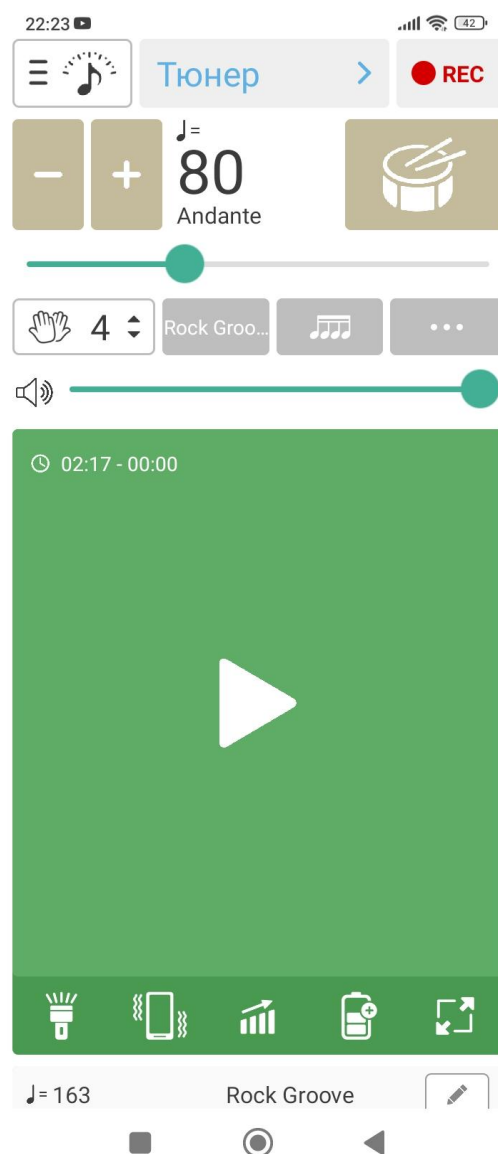 22:23
42
Тюнер
REC
=
80
Andante
4
Rock Groo...
02:17 - 00:00
= 163
Rock Groove